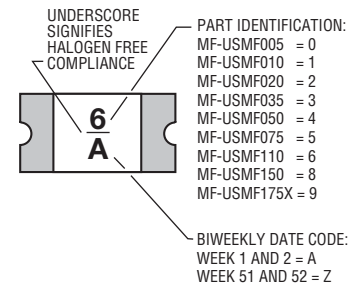 UNDERSCORE
SIGNIFIES
HALOGEN FREE
COMPLIANCE
PART IDENTIFICATION:
MF-USMF005 = 0
MF-USMF010 = 1
MF-USMF020 = 2
MF-USMF035 = 3
MF-USMF050 = 4
MF-USMF075 = 5
MF-USMF110 = 6
MF-USMF150 = 8
MF-USMF175X = 9
6
A
BIWEEKLY DATE CODE:
WEEK 1 AND 2 = A
WEEK 51 AND 52 = Z